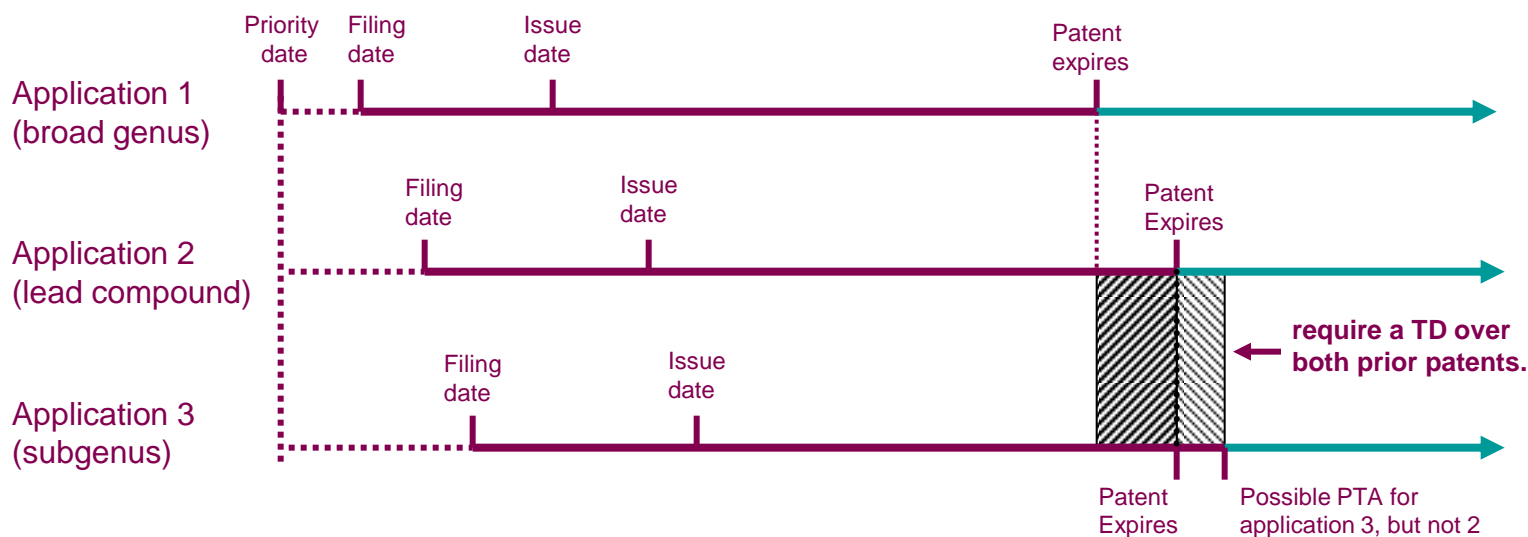 Priority
date
Filing
date
Issue
date
Patent
expires
Application 1
(broad genus)
Filing
date
Issue
date
Patent
Expires
Application 2
(lead compound)
require a TD over
both prior patents.
Filing
date
Issue
date
Application 3
(subgenus)
Patent
Expires
Possible PTA for
application 3, but not 2